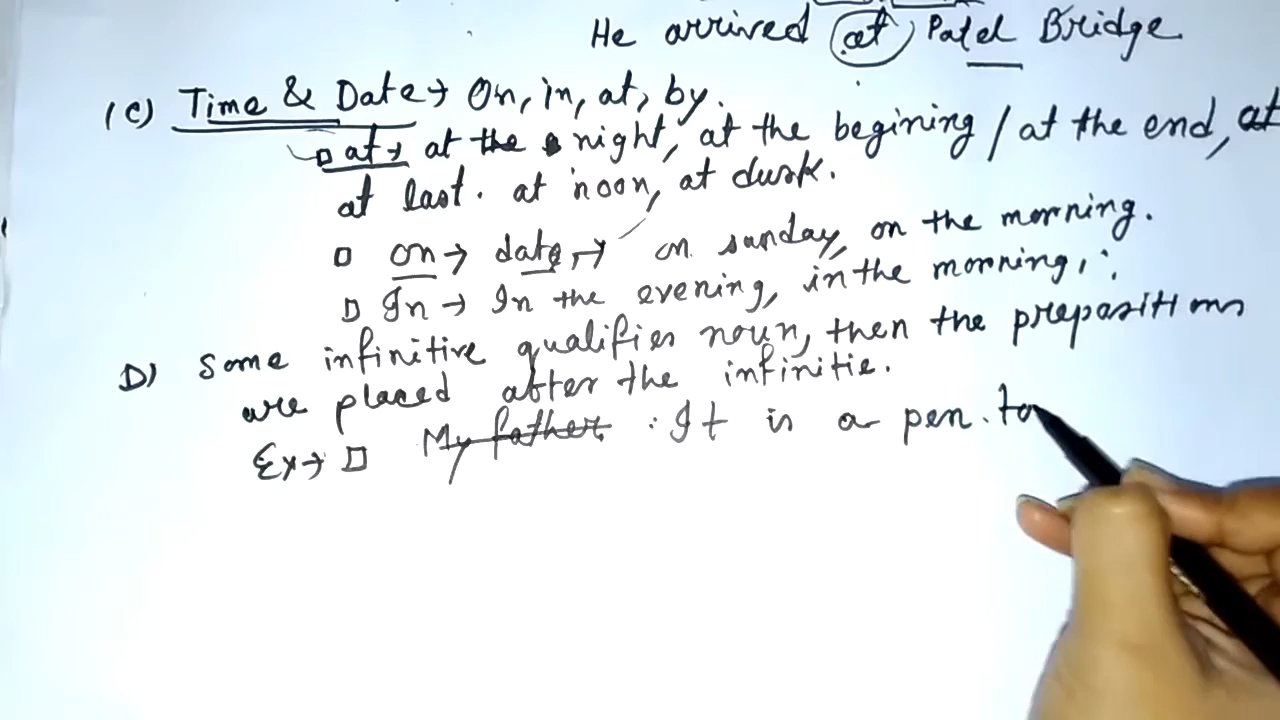 He arrived at Patel Bridge
(C) Time & Date → On, in, at, by.
at → at the night, at the begining / at the end, at
at last. at noon, at dusk.
on → date, → on sunday, on the morning.
In → In the evening, in the morning,
D) Some infinitive qualifies noun, then the prepasitions
are placed after the infinitie.
Ex → My father : It is a pen. to